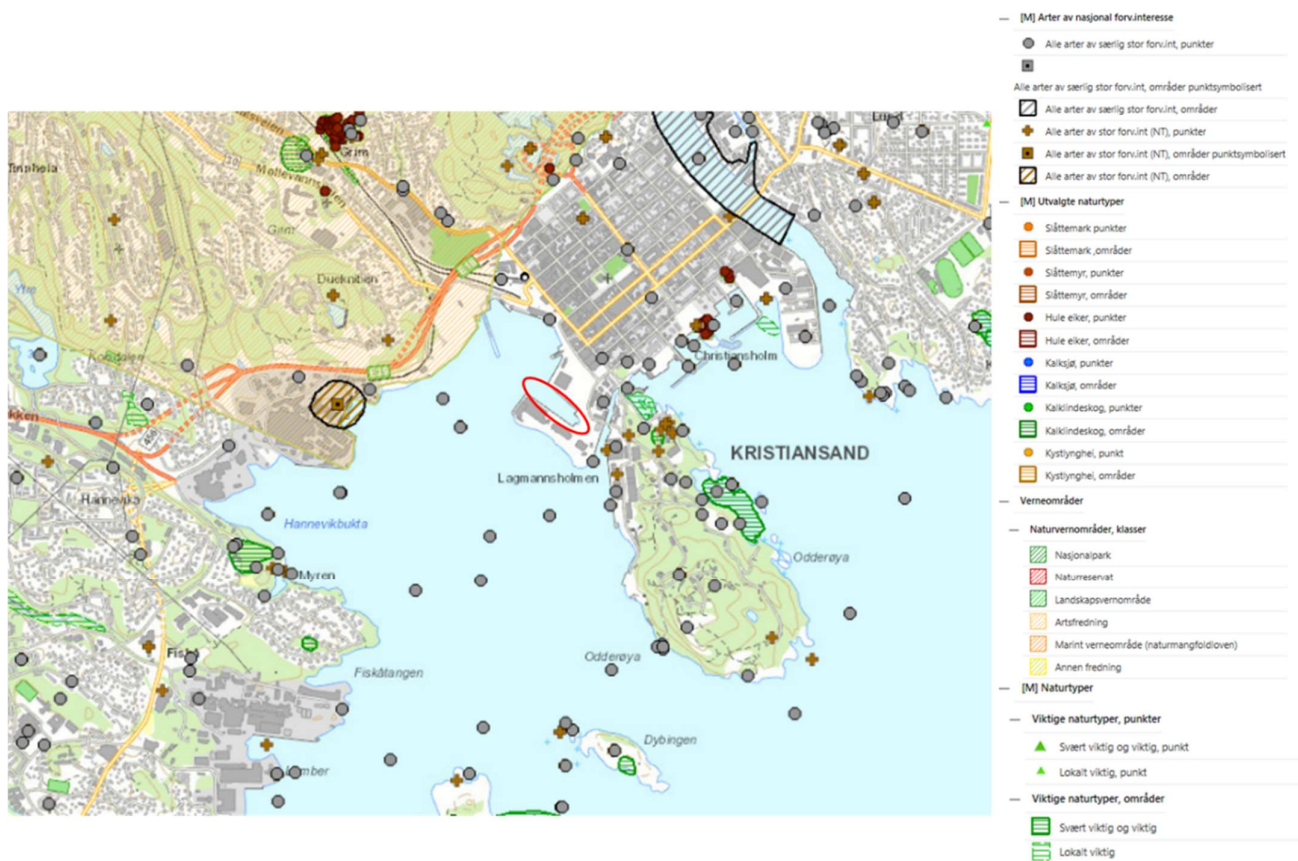 [M] Arter av nasjonal forv.interesse
Alle arter av særlig stor forv.int, punkter
Alle arter av særlig stor forv.int, områder punktsymbolisert
Alle arter av særlig stor forv.int, områder
Alle arter av stor forv.int (NT), punkter
Alle arter av stor forv.int (NT), områder punktsymbolisert
Alle arter av stor forv.int (NT), områder
[M] Utvalgte naturtyper
Slåttemark punkter
Slåttemark ,områder
Slåttemyr, punkter
Slåttemyr, områder
Hule eiker, punkter
Hule eiker, områder
Kalksjø, punkter
Kalksjø, områder
Kalklindeskog, punkter
Kalklindeskog, områder
Kystlynghei, punkt
Kystlynghei, områder
Verneområder
Naturvernområder, klasser
Nasjonalpark
Naturreservat
Landskapsvernområde
Artsfredning
Marint verneområde (naturmangfoldloven)
Annen fredning
[M] Naturtyper
Viktige naturtyper, punkter
Svært viktig og viktig, punkt
Lokalt viktig, punkt
Viktige naturtyper, områder
Svært viktig og viktig
Lokalt viktig
Grim
Dueknipen
Kobdalen
Ytre
Christiansholm
KRISTIANSAND
Lagmannsholmen
Hannevika
Hannevikbukta
Odderøya
Myren
Odderøya
Fiskåtangen
Dybingen
456